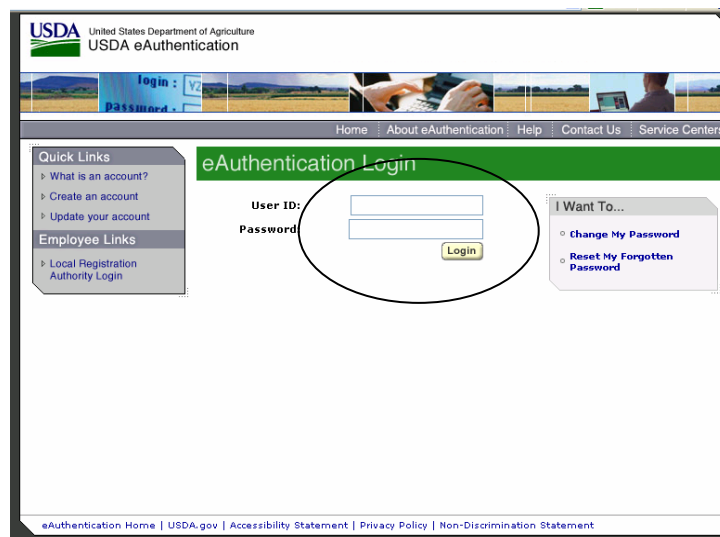 USDA
United States Department of Agriculture
USDA eAuthentication
login :
password :
Home About eAuthentication Help Contact Us Service Centers
Quick Links
What is an account?
Create an account
Update your account
Employee Links
Local Registration
Authority Login
eAuthentication Login
User ID:
Password:
Login
I Want To...
Change My Password
Reset My Forgotten
Password
eAuthentication Home | USDA.gov | Accessibility Statement | Privacy Policy | Non-Discrimination Statement